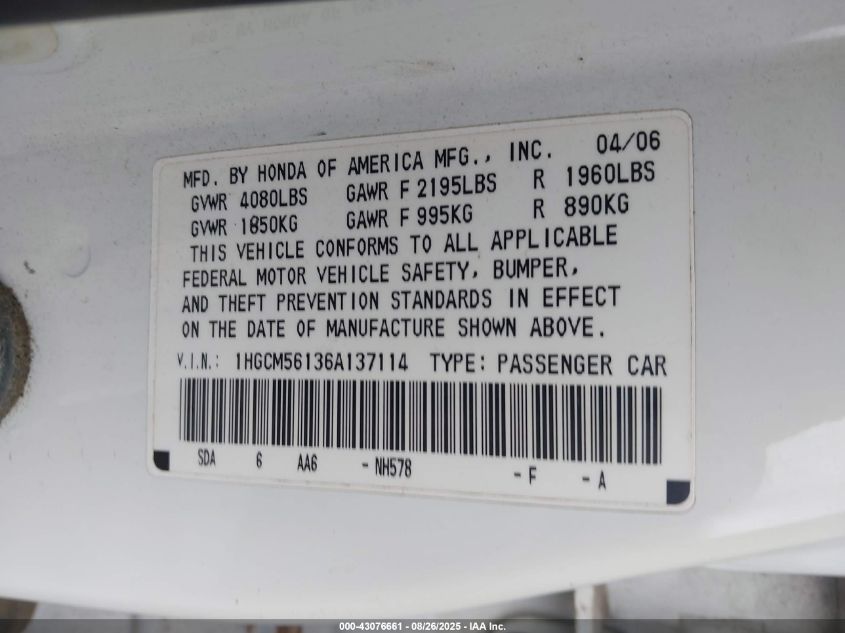 MFD. BY HONDA OF AMERICA MFG., INC. 04/06
GVWR 4080LBS GAWR F 2195LBS R 1960LBS
GVWR 1850KG GAWR F 995KG R 890KG
THIS VEHICLE CONFORMS TO ALL APPLICABLE
FEDERAL MOTOR VEHICLE SAFETY, BUMPER,
AND THEFT PREVENTION STANDARDS IN EFFECT
ON THE DATE OF MANUFACTURE SHOWN ABOVE.
V.I.N.: 1HGCM56136A137114 TYPE: PASSENGER CAR
SDA 6 AA6 -NH578 -F -A
000-43076661 - 08/26/2025 - IAA Inc.